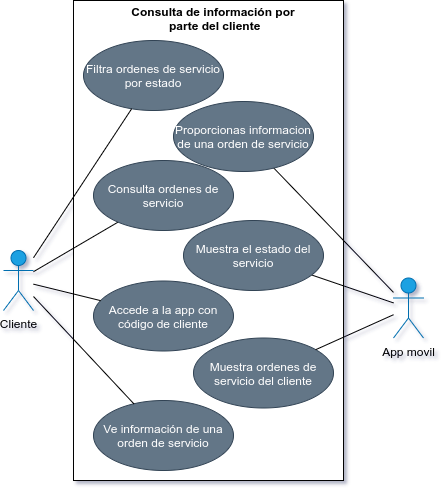 Consulta de información por
parte del cliente
Filtra ordenes de servicio
por estado
Proporcionas informacion
de una orden de servicio
Consulta ordenes de
servicio
Muestra el estado del
servicio
Cliente
Accede a la app con
código de cliente
App movil
Muestra ordenes de
servicio del cliente
Ve información de una
orden de servicio